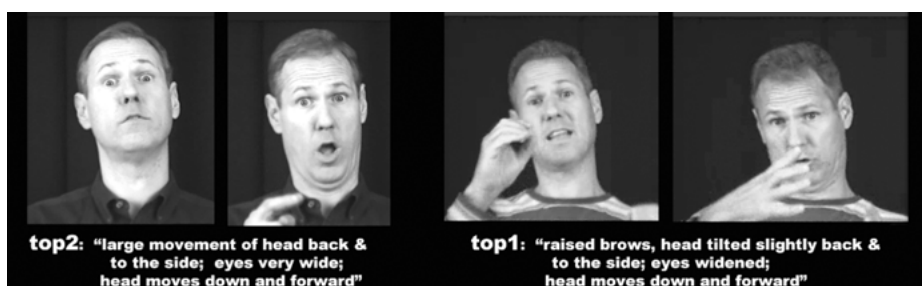 top2: “large movement of head back &
to the side; eyes very wide;
head moves down and forward”
top1: “raised brows, head tilted slightly back &
to the side; eyes widened;
head moves down and forward”